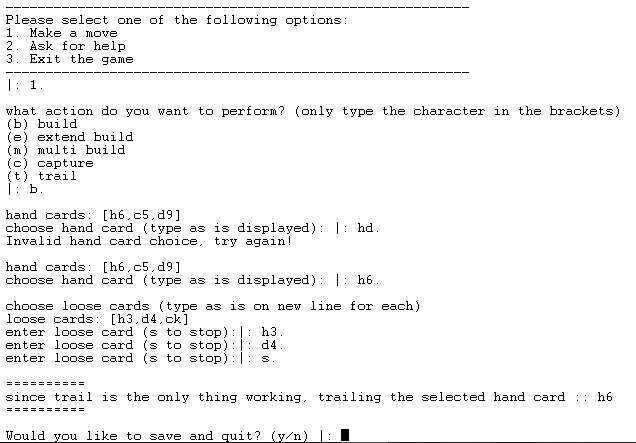 ----------------------------------------------------------
Please select one of the following options:
1. Make a move
2. Ask for help
3. Exit the game
----------------------------------------------------------
|: 1.
what action do you want to perform? (only type the character in the brackets)
(b) build
(e) extend build
(m) multi build
(c) capture
(t) trail
|: b.
hand cards: [h6,c5,d9]
choose hand card (type as is displayed): |: hd.
Invalid hand card choice, try again!
hand cards: [h6,c5,d9]
choose hand card (type as is displayed): |: h6.
choose loose cards (type as is on new line for each)
loose cards: [h3,d4,ck]
enter loose card (s to stop):|: h3.
enter loose card (s to stop):|: d4.
enter loose card (s to stop):|: s.
==========
since trail is the only thing working, trailing the selected hand card :: h6
==========
Would you like to save and quit? (y/n) |: